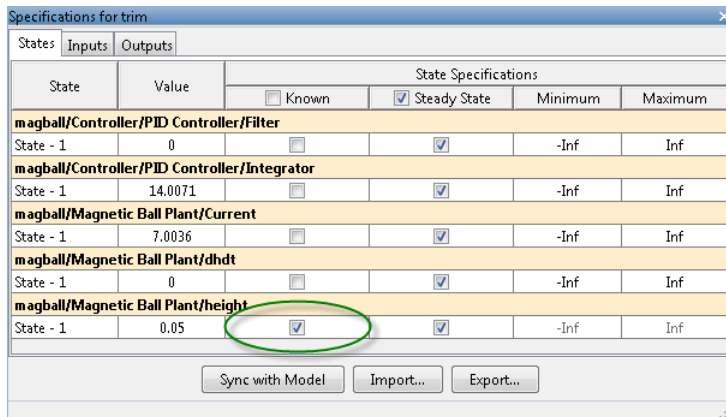 Specifications for trim
States Inputs Outputs
State Value State Specifications
Known Steady State Minimum Maximum
magball/Controller/PID Controller/Filter
State - 1 0 -Inf Inf
magball/Controller/PID Controller/Integrator
State - 1 14.0071 -Inf Inf
magball/Magnetic Ball Plant/Current
State - 1 7.0036 -Inf Inf
magball/Magnetic Ball Plant/dhdt
State - 1 0 -Inf Inf
magball/Magnetic Ball Plant/height
State - 1 0.05 -Inf Inf
Sync with Model Import... Export...